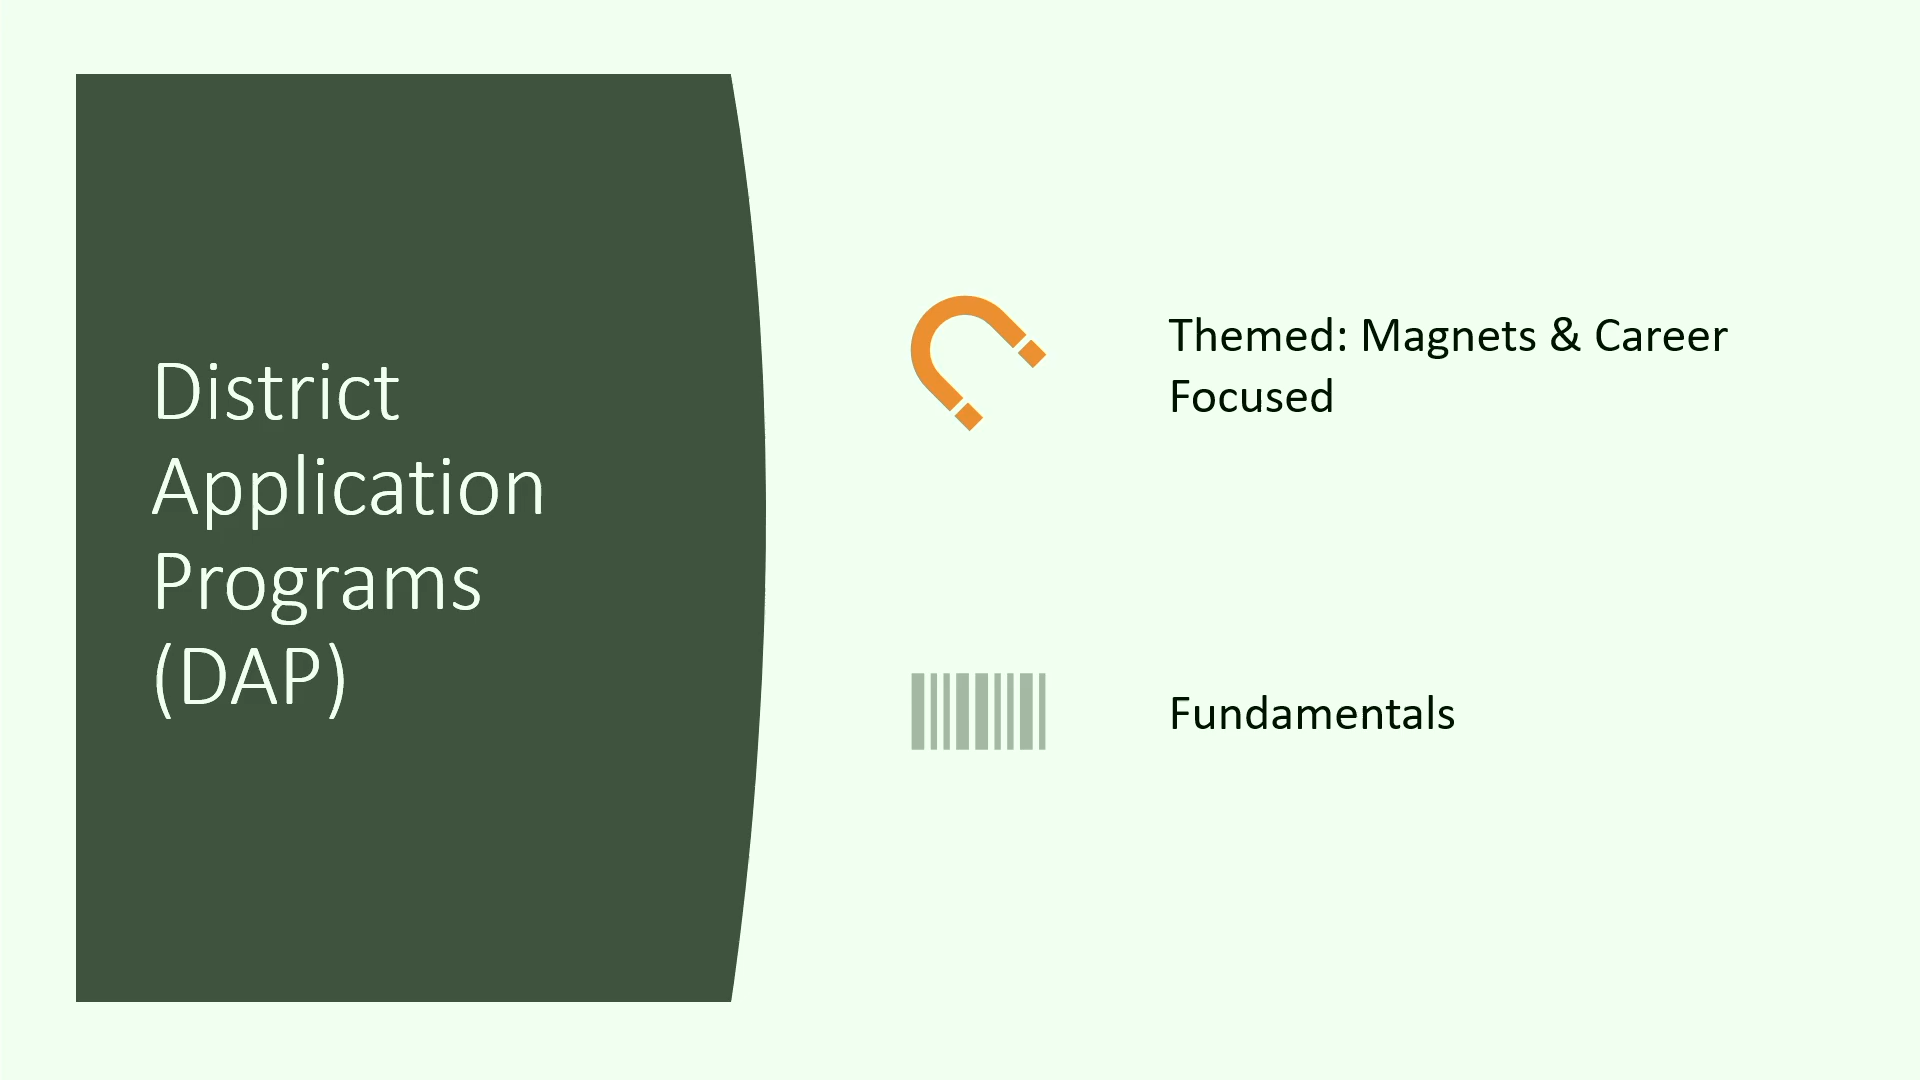 District
Application
Programs
(DAP)
Themed: Magnets & Career
Focused
Fundamentals